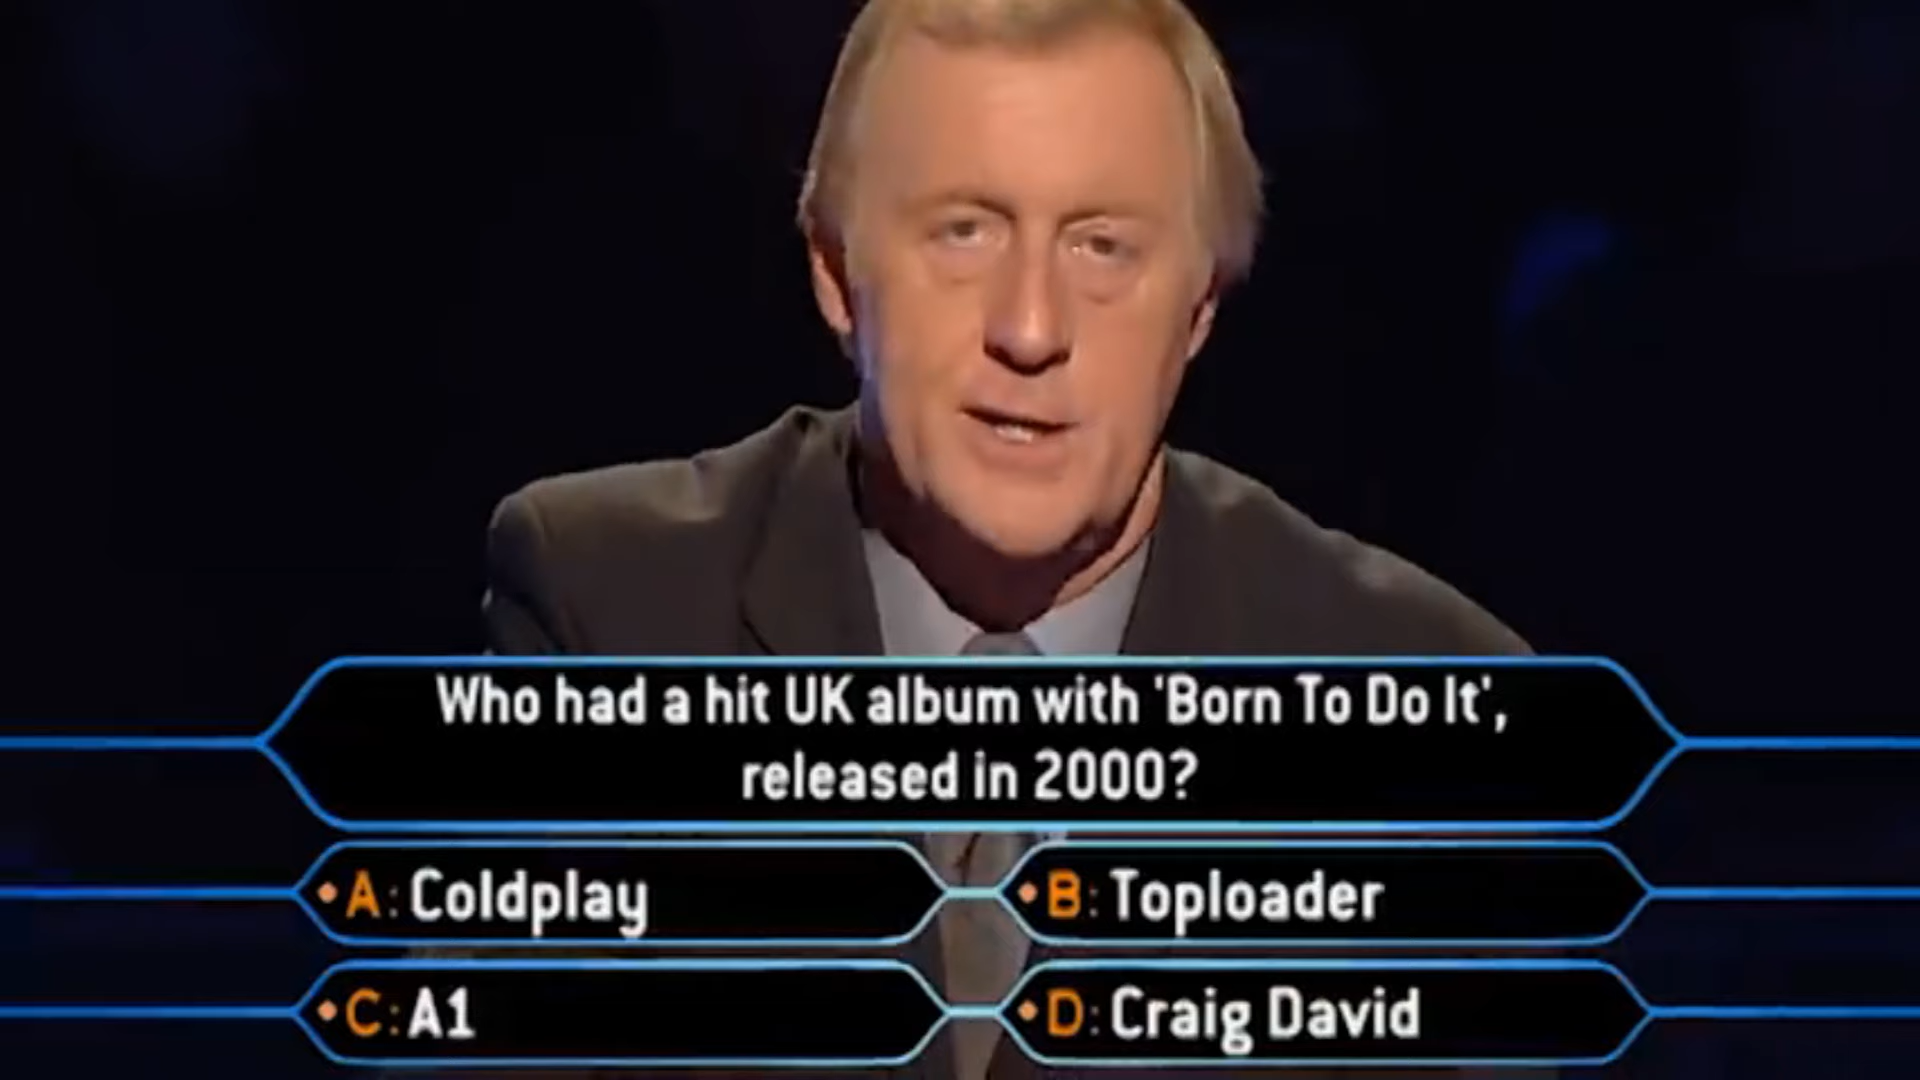 Who had a hit UK album with 'Born To Do It',
released in 2000?
A: Coldplay
B: Toploader
C: A1
D: Craig David